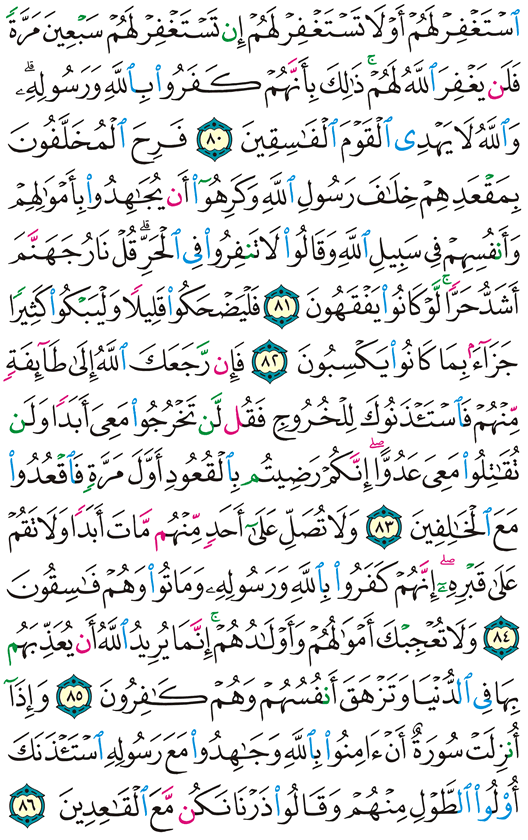 ٱسۡتَغۡفِرۡ لَهُمۡ أَوۡ لَا تَسۡتَغۡفِرۡ لَهُمۡ إِن تَسۡتَغۡفِرۡ لَهُمۡ سَبۡعِينَ مَرَّةٗ
فَلَن يَغۡفِرَ ٱللَّهُ لَهُمۡۚ ذَٰلِكَ بِأَنَّهُمۡ كَفَرُواْ بِٱللَّهِ وَرَسُولِهِۦۗ
وَٱللَّهُ لَا يَهۡدِي ٱلۡقَوۡمَ ٱلۡفَٰسِقِينَ ٨٠ فَرِحَ ٱلۡمُخَلَّفُونَ
بِمَقۡعَدِهِمۡ خِلَٰفَ رَسُولِ ٱللَّهِ وَكَرِهُوٓاْ أَن يُجَٰهِدُواْ بِأَمۡوَٰلِهِمۡ
وَأَنفُسِهِمۡ فِي سَبِيلِ ٱللَّهِ وَقَالُواْ لَا تَنفِرُواْ فِي ٱلۡحَرِّۗ قُلۡ نَارُ جَهَنَّمَ
أَشَدُّ حَرّٗاۚ لَّوۡ كَانُواْ يَفۡقَهُونَ ٨١ فَلۡيَضۡحَكُواْ قَلِيلٗا وَلۡيَبۡكُواْ كَثِيرٗا
جَزَآءَۢ بِمَا كَانُواْ يَكۡسِبُونَ ٨٢ فَإِن رَّجَعَكَ ٱللَّهُ إِلَىٰ طَآئِفَةٖ
مِّنۡهُمۡ فَٱسۡتَـٔۡذَنُوكَ لِلۡخُرُوجِ فَقُل لَّن تَخۡرُجُواْ مَعِيَ أَبَدٗا وَلَن
تُقَٰتِلُواْ مَعِيَ عَدُوًّاۖ إِنَّكُمۡ رَضِيتُم بِٱلۡقُعُودِ أَوَّلَ مَرَّةٖ فَٱقۡعُدُواْ
مَعَ ٱلۡخَٰلِفِينَ ٨٣ وَلَا تُصَلِّ عَلَىٰٓ أَحَدٖ مِّنۡهُم مَّاتَ أَبَدٗا وَلَا تَقُمۡ
عَلَىٰ قَبۡرِهِۦٓۖ إِنَّهُمۡ كَفَرُواْ بِٱللَّهِ وَرَسُولِهِۦ وَمَاتُواْ وَهُمۡ فَٰسِقُونَ
٨٤ وَلَا تُعۡجِبۡكَ أَمۡوَٰلُهُمۡ وَأَوۡلَٰدُهُمۡۚ إِنَّمَا يُرِيدُ ٱللَّهُ أَن يُعَذِّبَهُم
بِهَا فِي ٱلدُّنۡيَا وَتَزۡهَقَ أَنفُسُهُمۡ وَهُمۡ كَٰفِرُونَ ٨٥ وَإِذَآ
أُنزِلَتۡ سُورَةٌ أَنۡ ءَامِنُواْ بِٱللَّهِ وَجَٰهِدُواْ مَعَ رَسُولِهِ ٱسۡتَـٔۡذَنَكَ
أُوْلُواْ ٱلطَّوۡلِ مِنۡهُمۡ وَقَالُواْ ذَرۡنَا نَكُن مَّعَ ٱلۡقَٰعِدِينَ ٨٦